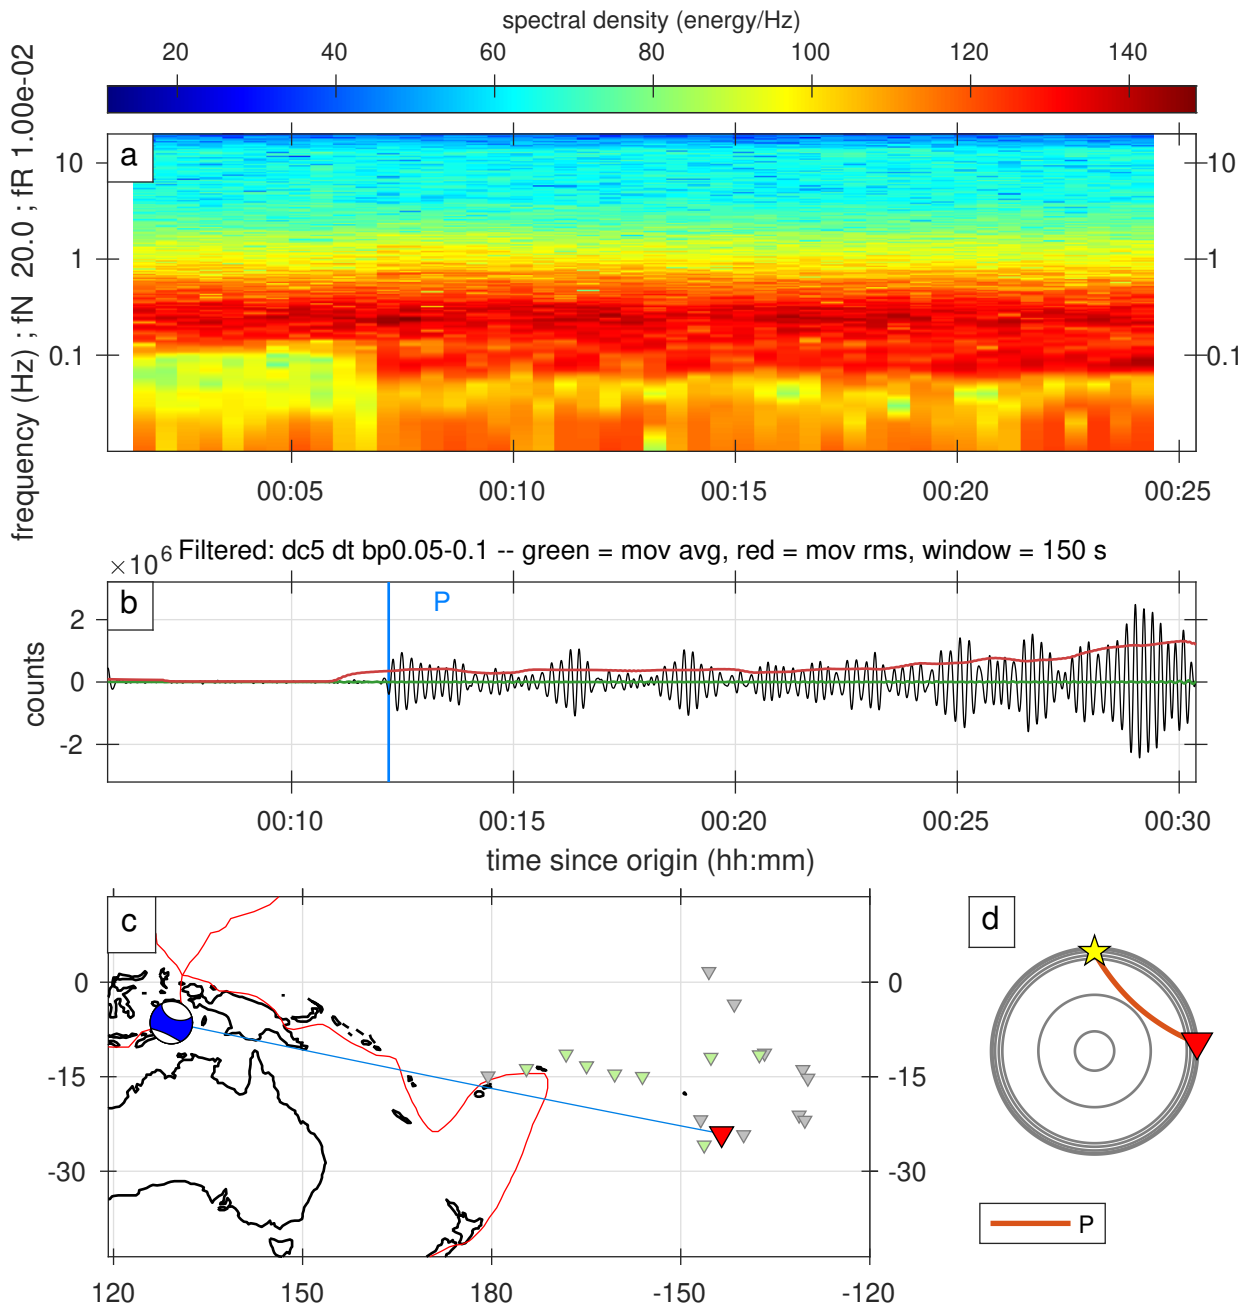 spectral density (energy/Hz)
20 40 60 80 100 120 140
frequency (Hz) ; fN 20.0 ; fR 1.00e-02
a
10 10
1 1
0.1 0.1
00:05 00:10 00:15 00:20 00:25
×10^6 Filtered: dc5 dt bp0.05-0.1 -- green = mov avg, red = mov rms, window = 150 s
b
P
counts
2
0
-2
00:10 00:15 00:20 00:25 00:30
time since origin (hh:mm)
c
d
0 0
-15 -15
-30 -30
120 150 180 -150 -120
P